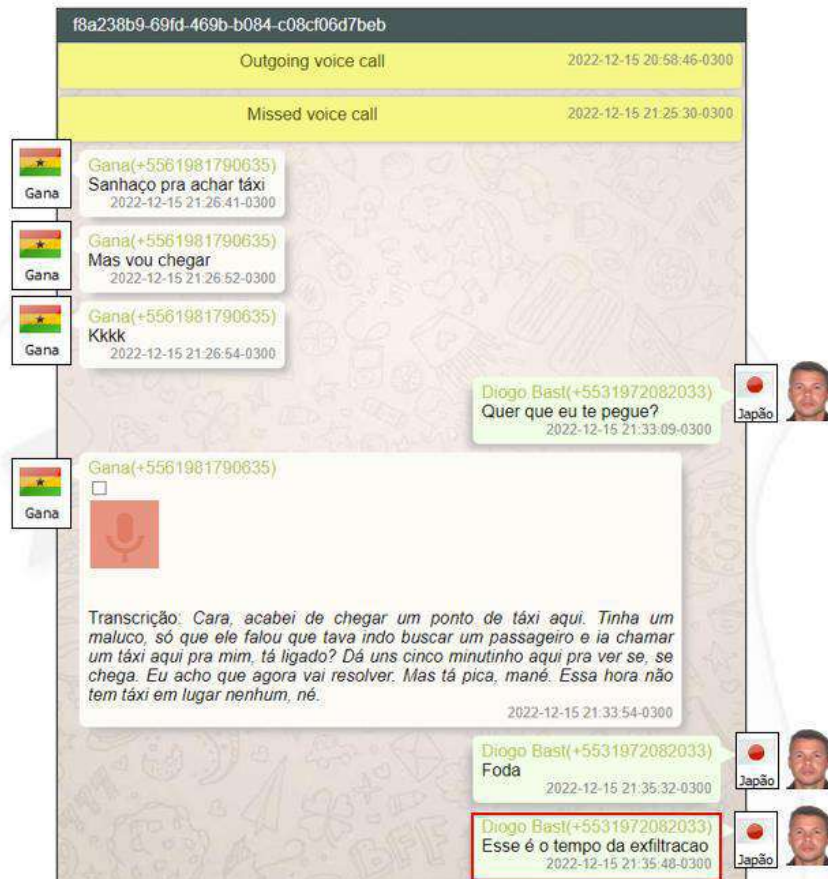 f8a238b9-69fd-469b-b084-c08cf06d7beb
Outgoing voice call 2022-12-15 20:58:46-0300
Missed voice call 2022-12-15 21:25:30-0300
Gana
Gana(+5561981790635)
Sanhaço pra achar táxi
2022-12-15 21:26:41-0300
Gana
Gana(+5561981790635)
Mas vou chegar
2022-12-15 21:26:52-0300
Gana
Gana(+5561981790635)
Kkkk
2022-12-15 21:26:54-0300
Diogo Bast(+5531972082033)
Quer que eu te pegue?
2022-12-15 21:33:09-0300
Japão
Gana
Gana(+5561981790635)
Transcrição: Cara, acabei de chegar um ponto de táxi aqui. Tinha um
maluco, só que ele falou que tava indo buscar um passageiro e ia chamar
um táxi aqui pra mim, tá ligado? Dá uns cinco minutinho aqui pra ver se, se
chega. Eu acho que agora vai resolver. Mas tá pica, mané. Essa hora não
tem táxi em lugar nenhum, né.
2022-12-15 21:33:54-0300
Diogo Bast(+5531972082033)
Foda
2022-12-15 21:35:32-0300
Japão
Diogo Bast(+5531972082033)
Esse é o tempo da exfiltracao
2022-12-15 21:35:48-0300
Japão